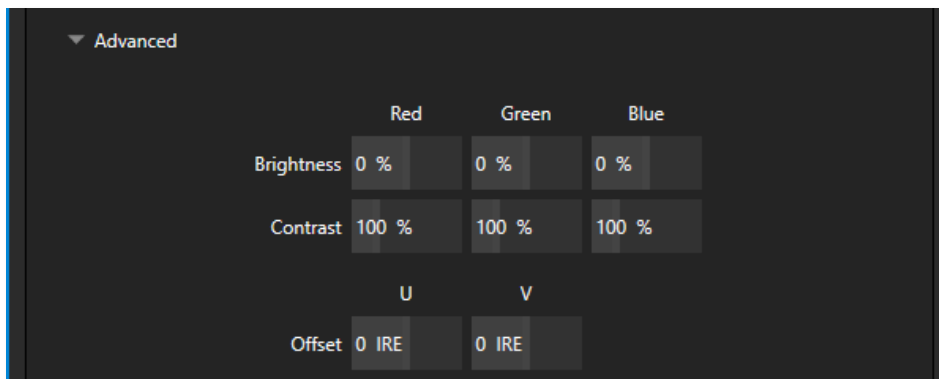 Advanced
Red Green Blue
Brightness 0 % 0 % 0 %
Contrast 100 % 100 % 100 %
U V
Offset 0 IRE 0 IRE